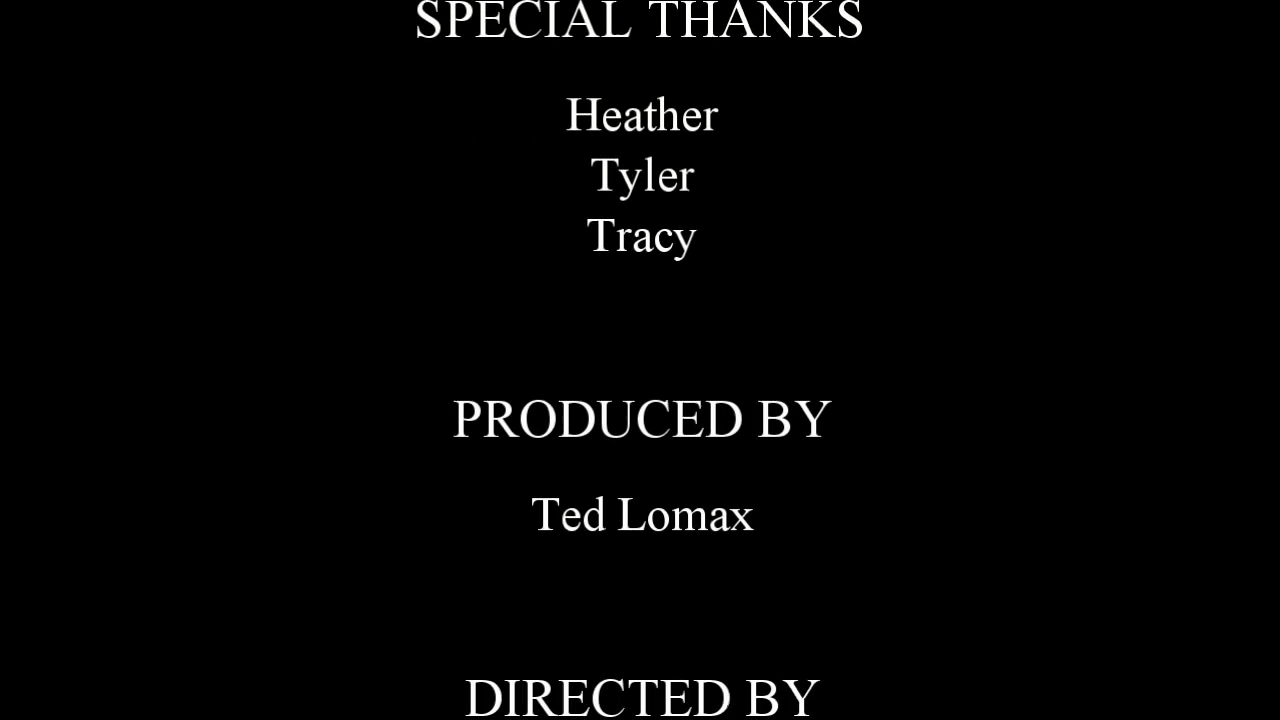 SPECIAL THANKS
Heather
Tyler
Tracy
PRODUCED BY
Ted Lomax
DIRECTED BY